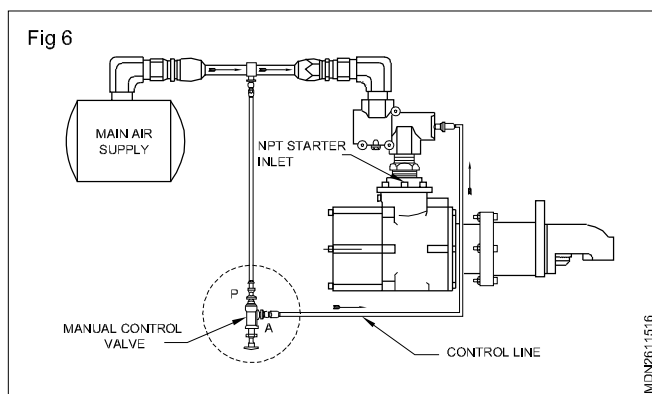 Fig 6
MAIN AIR
SUPPLY
NPT STARTER
INLET
P
A
MANUAL CONTROL
VALVE
CONTROL LINE
MDN2611516